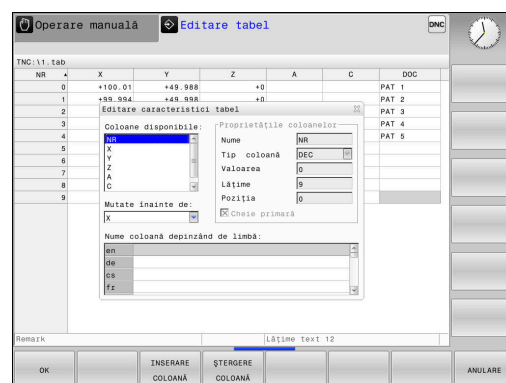 Operare manuală
Editare tabel
DNC
TNC:\1.tab
NR X Y Z A C DOC
0 +100.01 +49.988 +0 PAT 1
1 +99.994 +49.998 +0 PAT 2
2 PAT 3
3 PAT 4
4 PAT 5
5
6
7
8
9
Editare caracteristici tabel
Coloane disponibile:
NR
X
Y
Z
A
C
Mutate înainte de:
X
Proprietăţile coloanelor
Nume NR
Tip coloană DEC
Valoarea 0
Lăţime 9
Poziţia 0
Cheie primară
Nume coloană depinzând de limbă:
en
de
cs
fr
Remark
Lăţime text 12
OK
INSERARE COLOANĂ
ŞTERGERE COLOANĂ
ANULARE